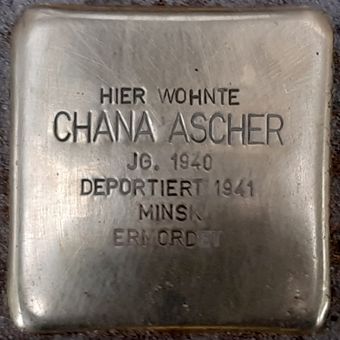 HIER WOHNTE
CHANA ASCHER
JG. 1940
DEPORTIERT 1941
MINSK
ERMORDET